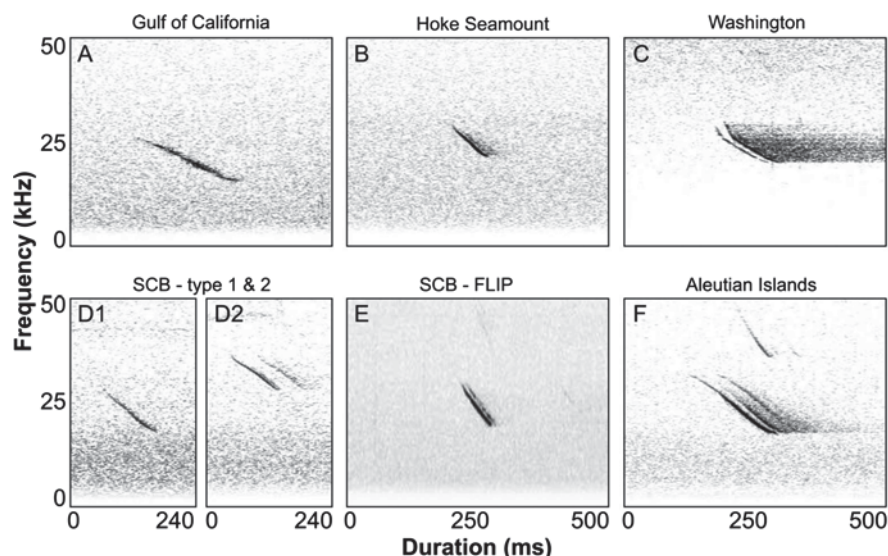 Gulf of California
Hoke Seamount
Washington
50
A
B
C
25
0
Frequency (kHz)
SCB - type 1 & 2
SCB - FLIP
Aleutian Islands
50
D1
D2
E
F
25
0
0 240 0 240 0 250 500 0 250 500
Duration (ms)